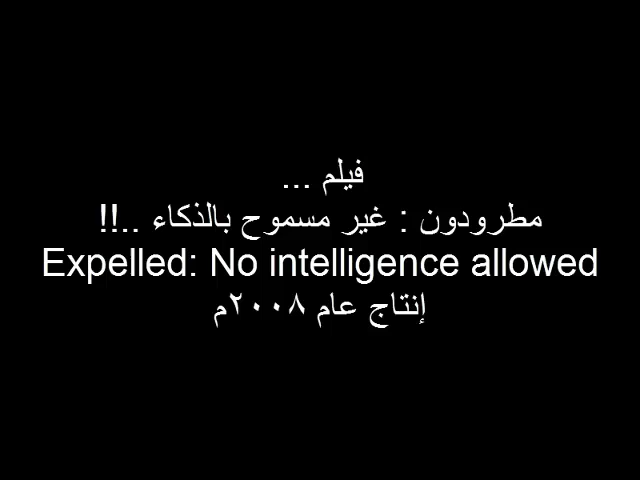 فيلم ...
مطرودون : غير مسموح بالذكاء ..!!
Expelled: No intelligence allowed
إنتاج عام ٢٠٠٨م